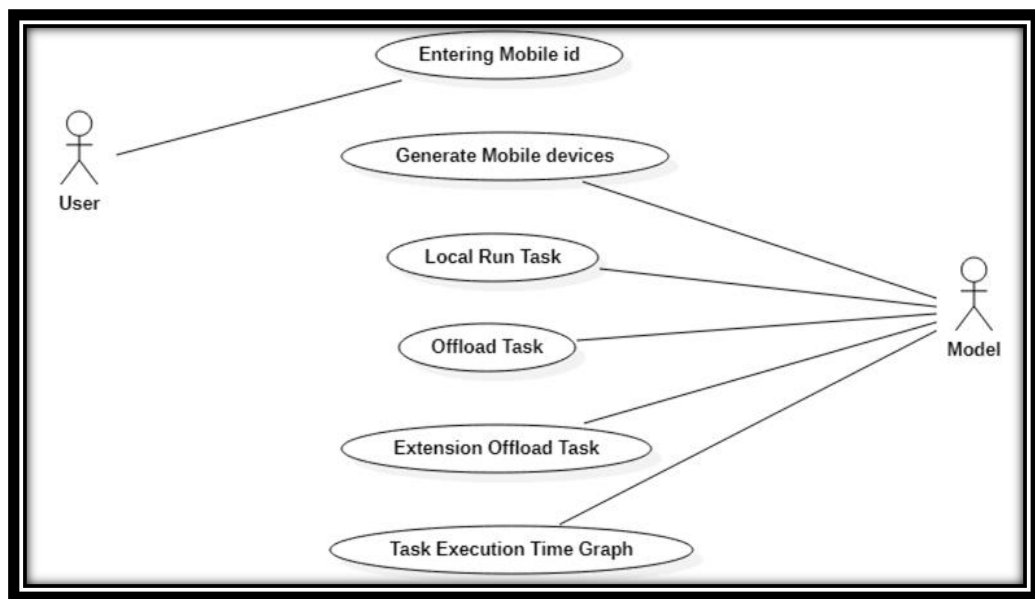 Entering Mobile id
Generate Mobile devices
User
Local Run Task
Offload Task
Model
Extension Offload Task
Task Execution Time Graph